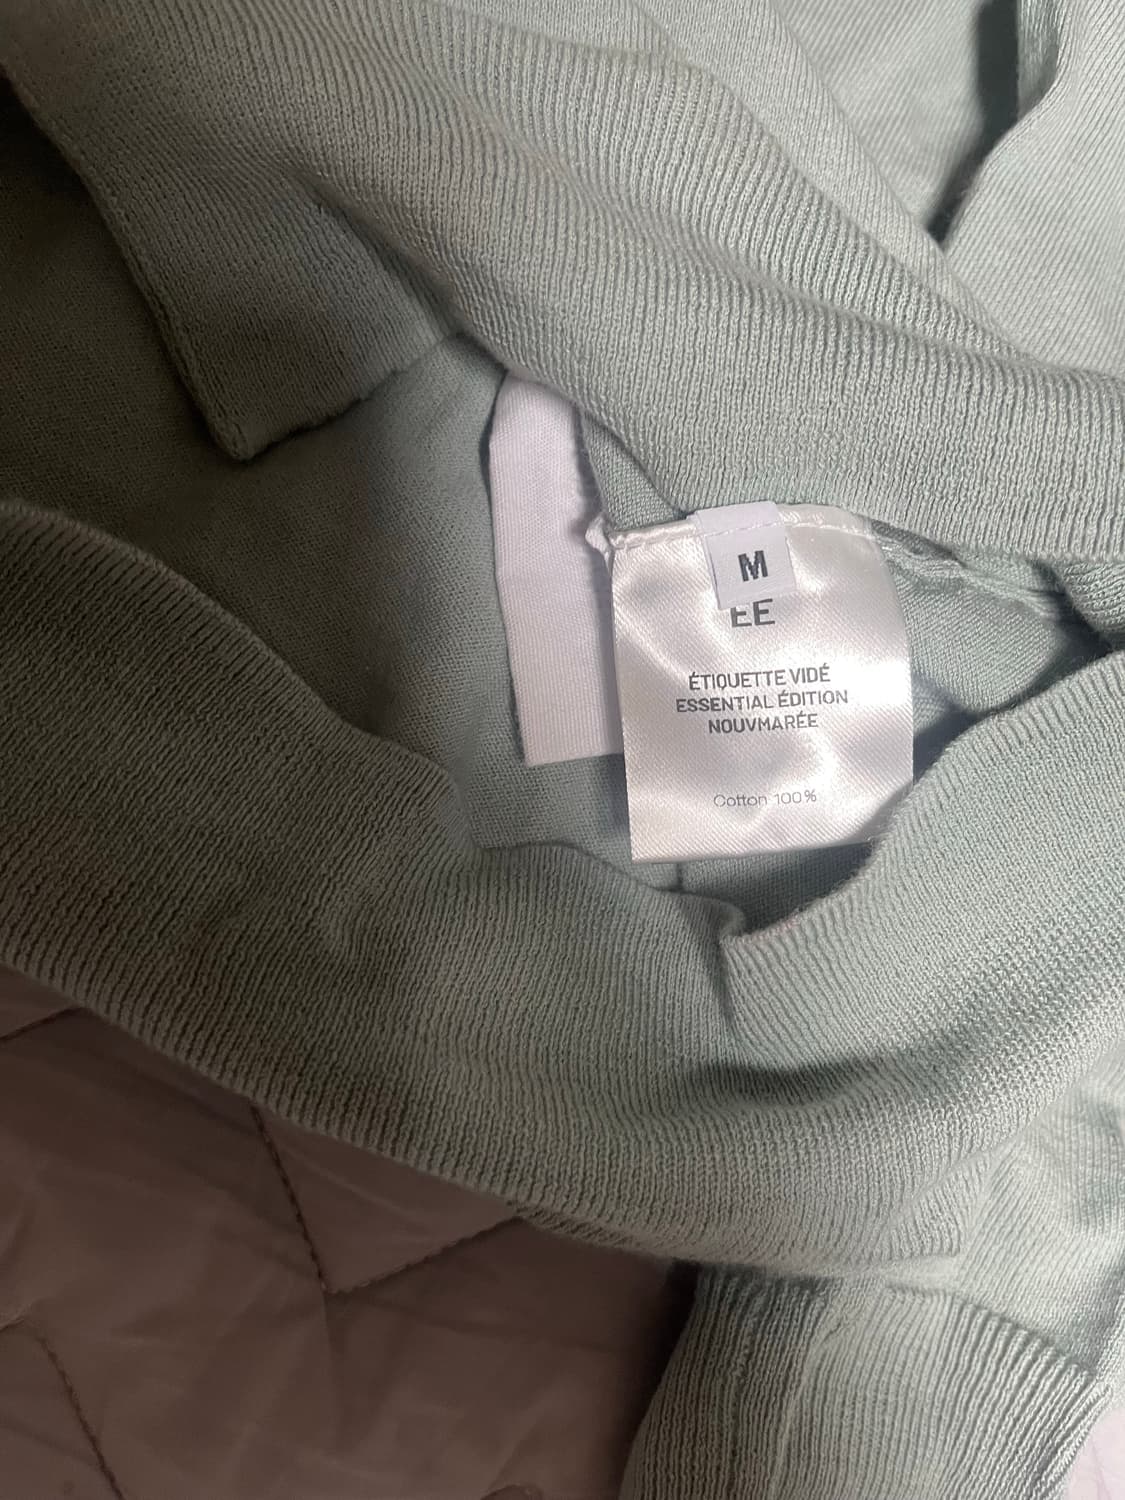 M
EE
ÉTIQUETTE VIDÉ
ESSENTIAL ÉDITION
NOUVMARÉE
Cotton 100%